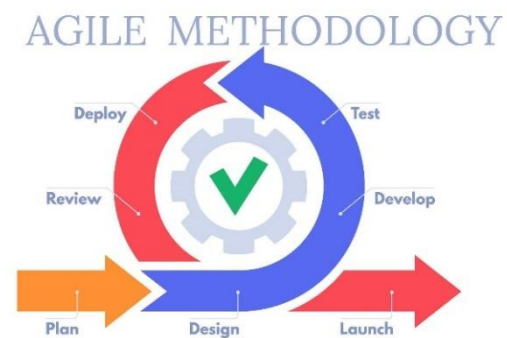 AGILE METHODOLOGY
Deploy
Test
Review
Develop
Plan
Design
Launch